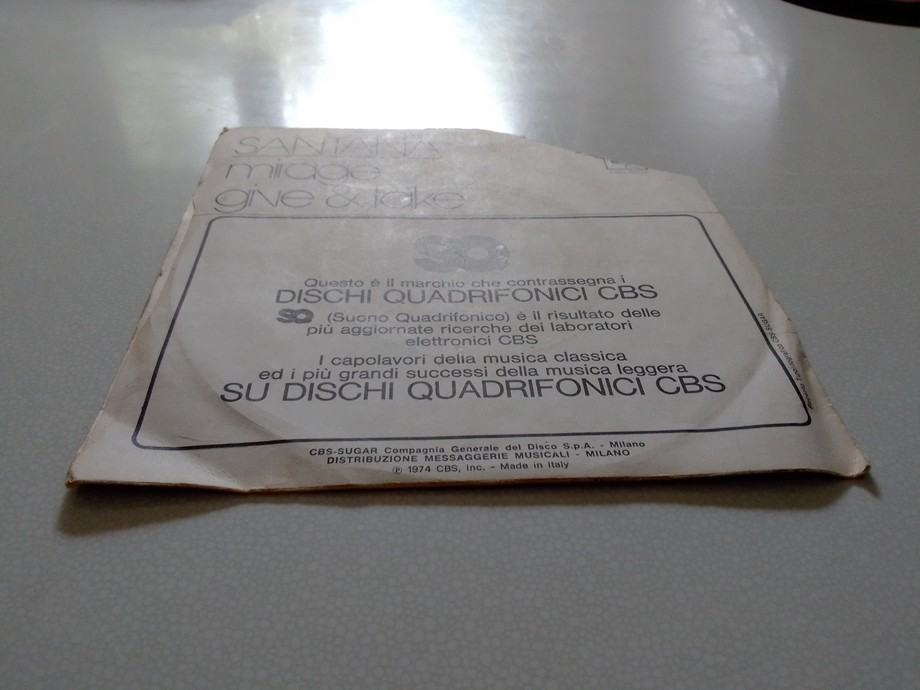 SANTANA
mirage
give & take
SQ
Questo è il marchio che contrassegna i
DISCHI QUADRIFONICI CBS
SQ (Suono Quadrifonico) è il risultato delle
più aggiornate ricerche dei laboratori
elettronici CBS
I capolavori della musica classica
ed i più grandi successi della musica leggera
SU DISCHI QUADRIFONICI CBS
CBS-SUGAR Compagnia Generale del Disco S.p.A. - Milano
DISTRIBUZIONE MESSAGGERIE MUSICALI - MILANO
℗ 1974 CBS, Inc. - Made in Italy